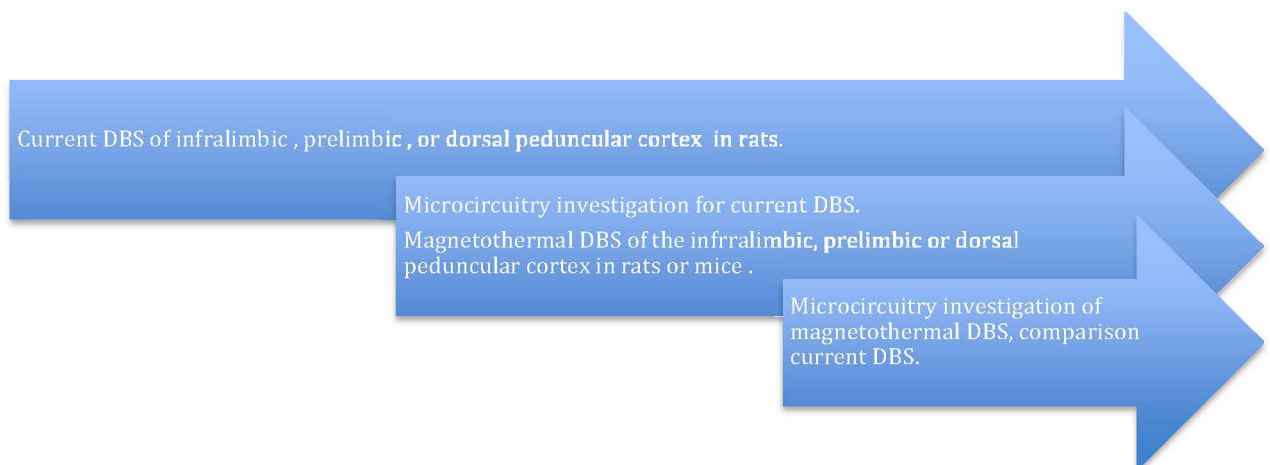 Current DBS of infralimbic , prelimbic , or dorsal peduncular cortex in rats.
Microcircuitry investigation for current DBS.
Magnetothermal DBS of the infrralimbic, prelimbic or dorsal
peduncular cortex in rats or mice .
Microcircuitry investigation of
magnetothermal DBS, comparison
current DBS.